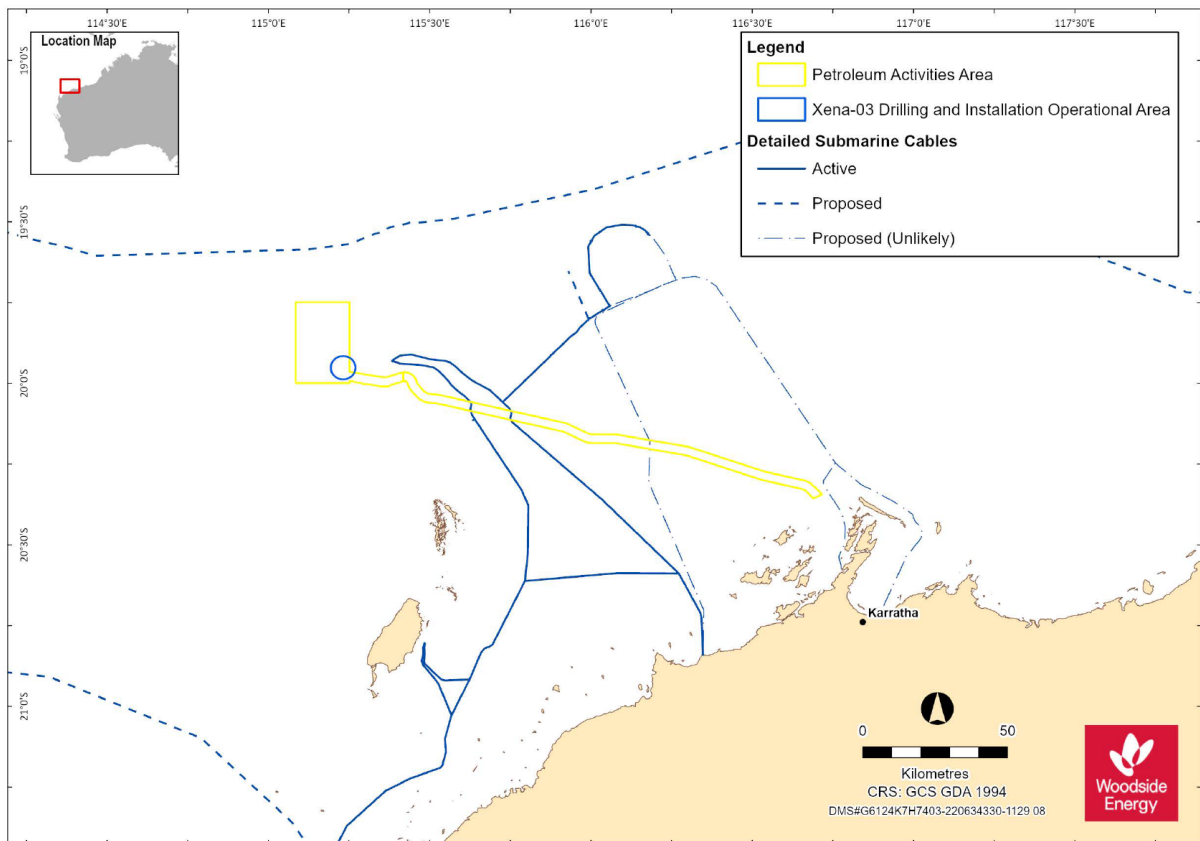 114°30'E
115°0'E
115°30'E
116°0'E
116°30'E
117°0'E
117°30'E
Location Map
Legend
Petroleum Activities Area
Xena-03 Drilling and Installation Operational Area
Detailed Submarine Cables
Active
Proposed
Proposed (Unlikely)
19°0'S
19°30'S
20°0'S
20°30'S
21°0'S
Karratha
0 50
Kilometres
CRS: GCS GDA 1994
DMS#G6124K7H7403-220634330-1129 08
Woodside
Energy